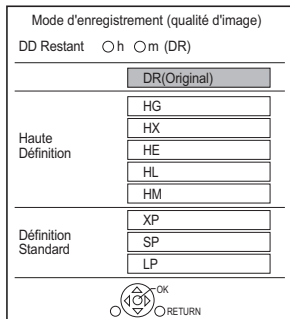 Mode d'enregistrement (qualité d'image)
DD Restant h m (DR)
DR(Original)
Haute
Définition
HG
HX
HE
HL
HM
Définition
Standard
XP
SP
LP
OK
RETURN